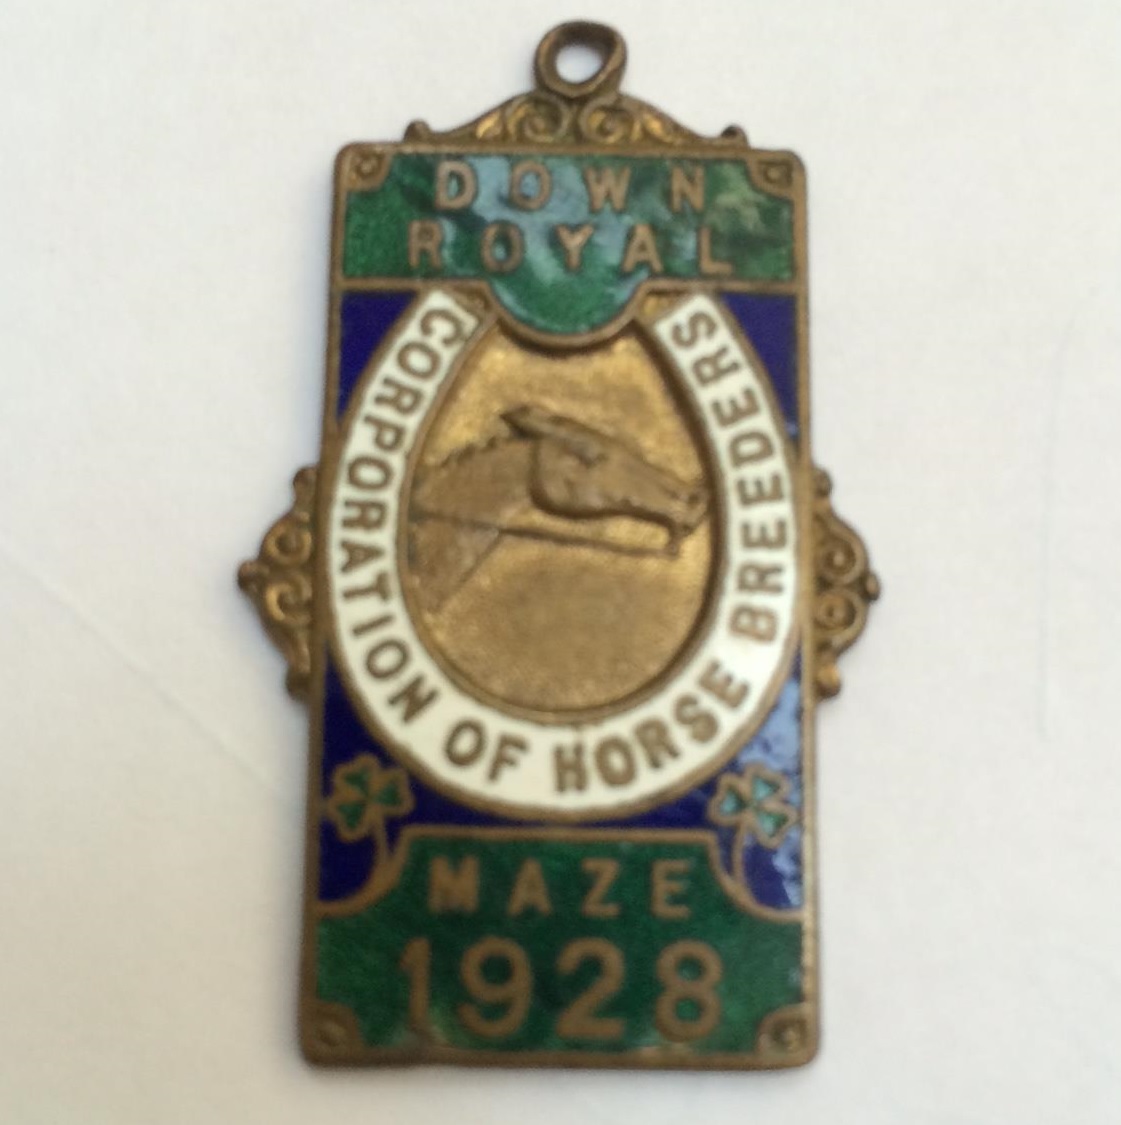 DOWN
ROYAL
CORPORATION OF HORSE BREEDERS
MAZE
1928